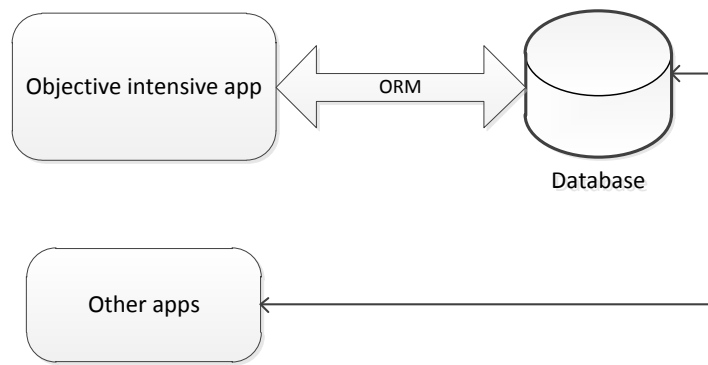 Objective intensive app
ORM
Database
Other apps